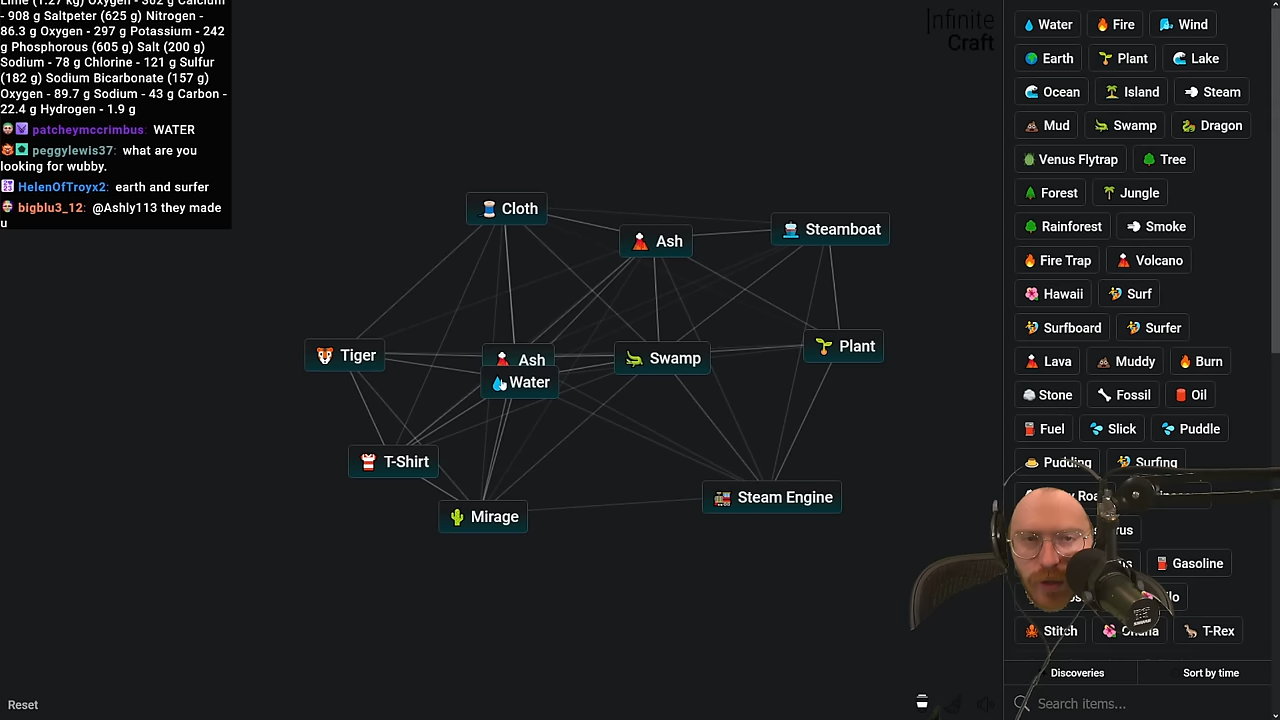 Lime (1.27 kg) Oxygen - 362 g Calcium
- 908 g Saltpeter (625 g) Nitrogen -
86.3 g Oxygen - 297 g Potassium - 242
g Phosphorous (605 g) Salt (200 g)
Sodium - 78 g Chlorine - 121 g Sulfur
(182 g) Sodium Bicarbonate (157 g)
Oxygen - 89.7 g Sodium - 43 g Carbon -
22.4 g Hydrogen - 1.9 g
patcheymccrimbus: WATER
peggylewis37: what are you
looking for wubby.
HelenOfTroyx2: earth and surfer
bigblu3_12: @Ashly113 they made
u
Infinite
Craft
Cloth
Ash
Steamboat
Tiger
Ash
Water
Swamp
Plant
T-Shirt
Mirage
Steam Engine
Reset
Water Fire Wind
Earth Plant Lake
Ocean Island Steam
Mud Swamp Dragon
Venus Flytrap Tree
Forest Jungle
Rainforest Smoke
Fire Trap Volcano
Hawaii Surf
Surfboard Surfer
Lava Muddy Burn
Stone Fossil Oil
Fuel Slick Puddle
Pudding Surfing
Gasoline
Stitch Ohana T-Rex
Discoveries Sort by time
Search items...